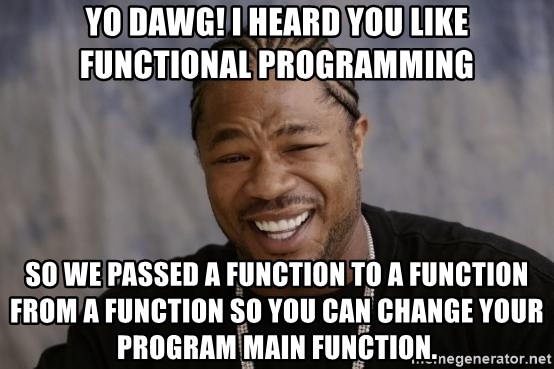 YO DAWG! I HEARD YOU LIKE
FUNCTIONAL PROGRAMMING
SO WE PASSED A FUNCTION TO A FUNCTION
FROM A FUNCTION SO YOU CAN CHANGE YOUR
PROGRAM MAIN FUNCTION.
memegenerator.net